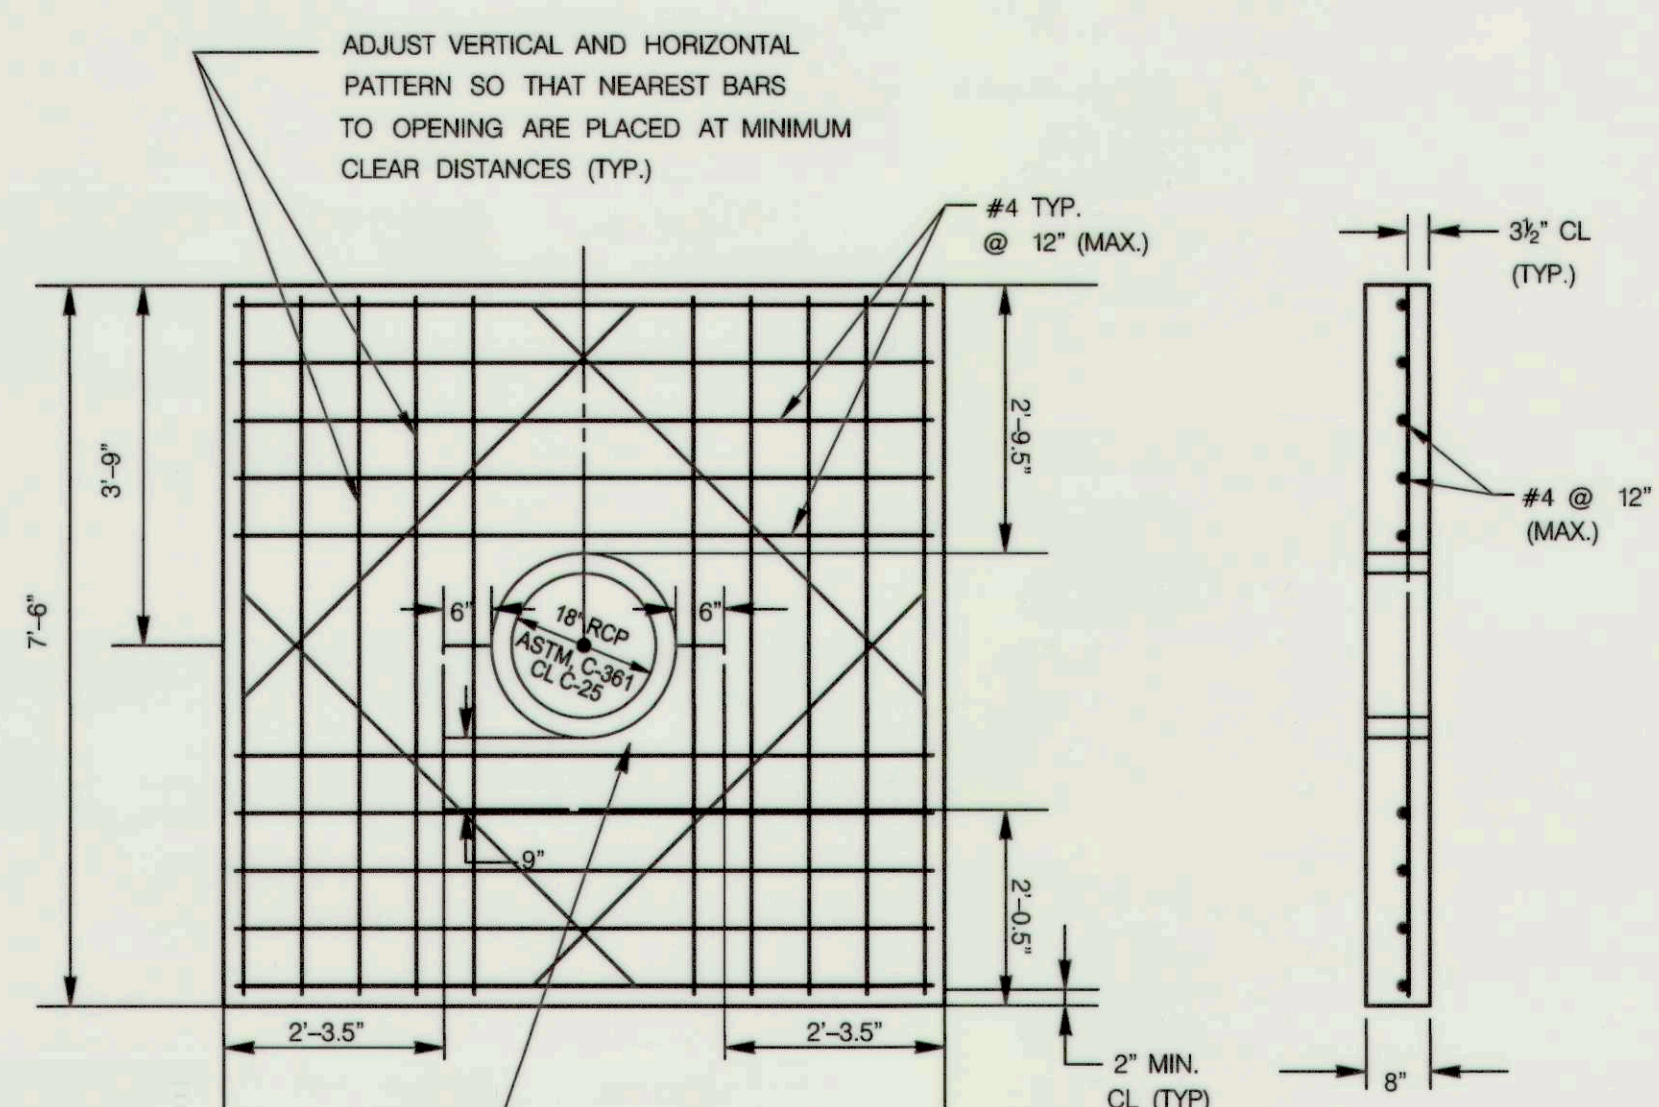 ADJUST VERTICAL AND HORIZONTAL
PATTERN SO THAT NEAREST BARS
TO OPENING ARE PLACED AT MINIMUM
CLEAR DISTANCES (TYP.)
#4 TYP.
@ 12" (MAX.)
3½" CL
(TYP.)
3'-9"
2'-9.5"
#4 @ 12"
(MAX.)
7'-6"
6"
6"
18" RCP
ASTM, C-361
CL C-25
9"
2'-0.5"
2'-3.5"
2'-3.5"
2" MIN.
CL (TYP)
8"